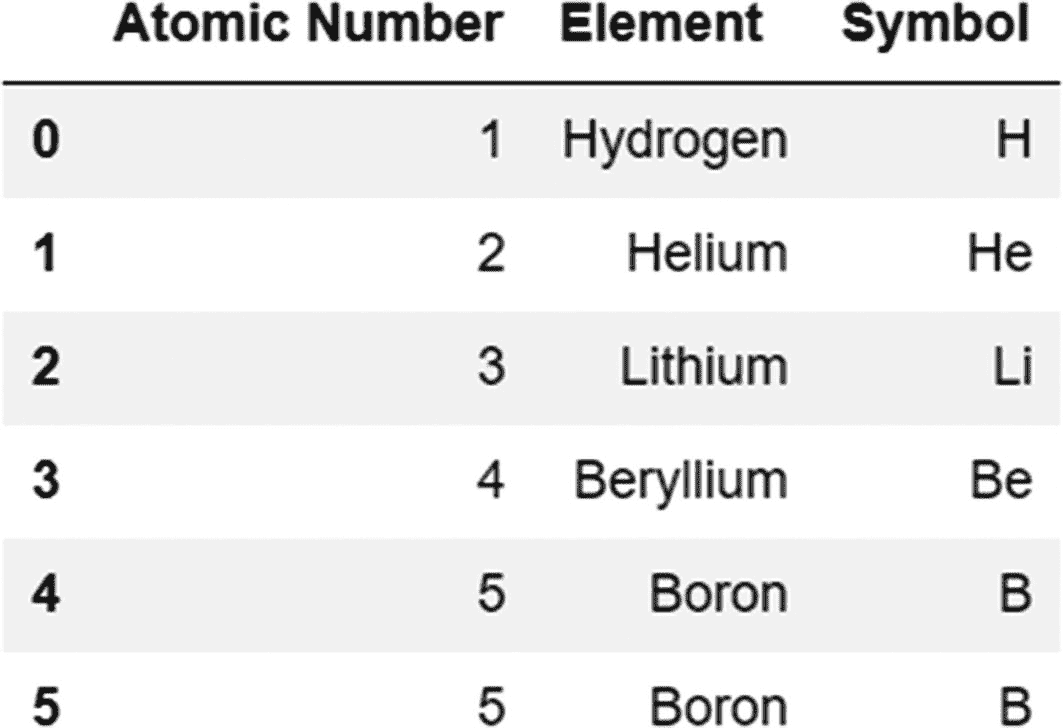 Atomic Number Element Symbol
0 1 Hydrogen H
1 2 Helium He
2 3 Lithium Li
3 4 Beryllium Be
4 5 Boron B
5 5 Boron B